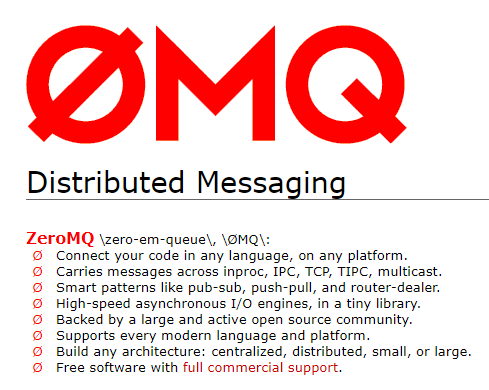 ØMQ
Distributed Messaging
ZeroMQ \zero-em-queue\, \ØMQ\:
Ø Connect your code in any language, on any platform.
Ø Carries messages across inproc, IPC, TCP, TIPC, multicast.
Ø Smart patterns like pub-sub, push-pull, and router-dealer.
Ø High-speed asynchronous I/O engines, in a tiny library.
Ø Backed by a large and active open source community.
Ø Supports every modern language and platform.
Ø Build any architecture: centralized, distributed, small, or large.
Ø Free software with full commercial support.